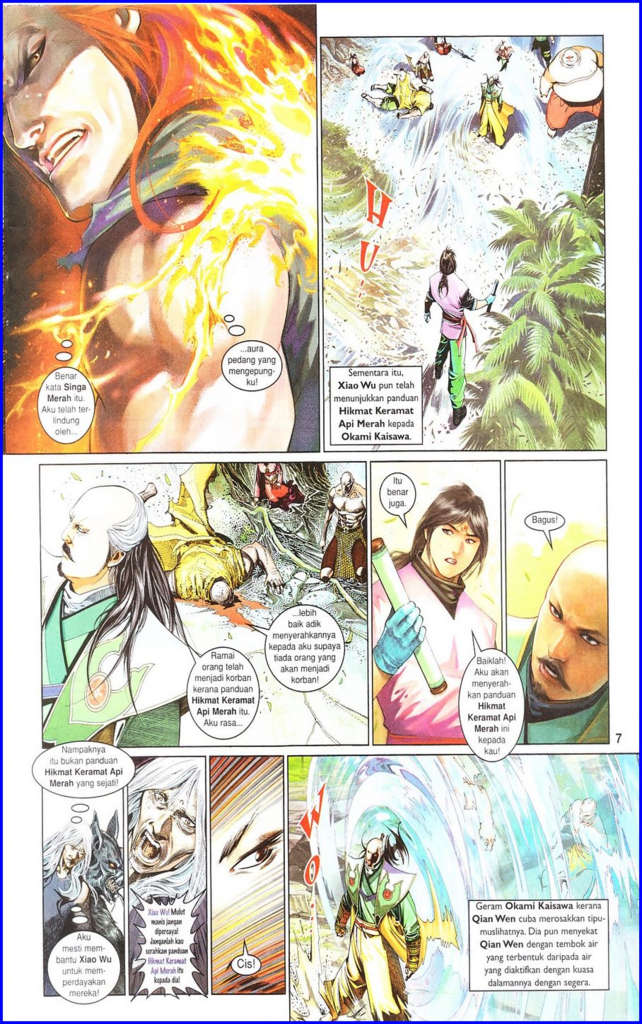 Benar
kata Singa
Merah itu.
Aku telah ter-
lindung
oleh...
...aura
pedang yang
mengepung-
ku!
HU...
Sementara itu,
Xiao Wu pun telah
menunjukkan panduan
Hikmat Keramat
Api Merah kepada
Okami Kaisawa.
Ramai
orang telah
menjadi korban
kerana panduan
Hikmat Keramat
Api Merah itu.
Aku rasa...
...lebih
baik adik
menyerahkannya
kepada aku supaya
tiada orang yang
akan menjadi
korban!
Itu
benar
juga.
Baiklah!
Aku akan
menyerah-
kan panduan
Hikmat
Keramat Api
Merah ini
kepada
kau!
Bagus!
7
Nampaknya
itu bukan panduan
Hikmat Keramat Api
Merah yang sejati!
Aku
mesti mem-
bantu Xiao Wu
untuk mem-
perdayakan
mereka!
Xiao Wu! Mulut
manis jangan
dipercaya!
Janganlah kau
serahkan panduan
Hikmat Keramat
Api Merah itu
kepada dia!
Cis!
WO...
Geram Okami Kaisawa kerana
Qian Wen cuba merosakkan tipu-
muslihatnya. Dia pun menyekat
Qian Wen dengan tembok air
yang terbentuk daripada air
yang diaktifkan dengan kuasa
dalamannya dengan segera.